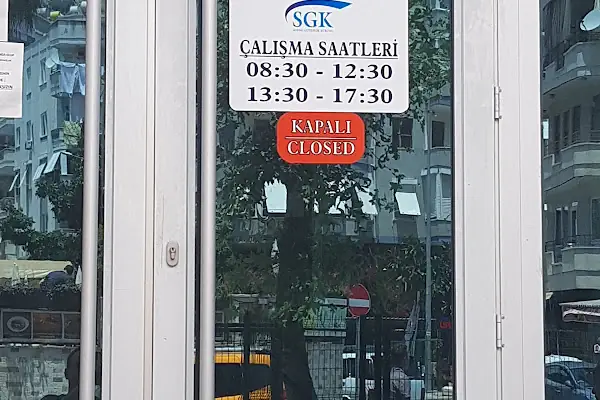 SGK
ÇALIŞMA SAATLERİ
08:30 - 12:30
13:30 - 17:30
KAPALI
CLOSED